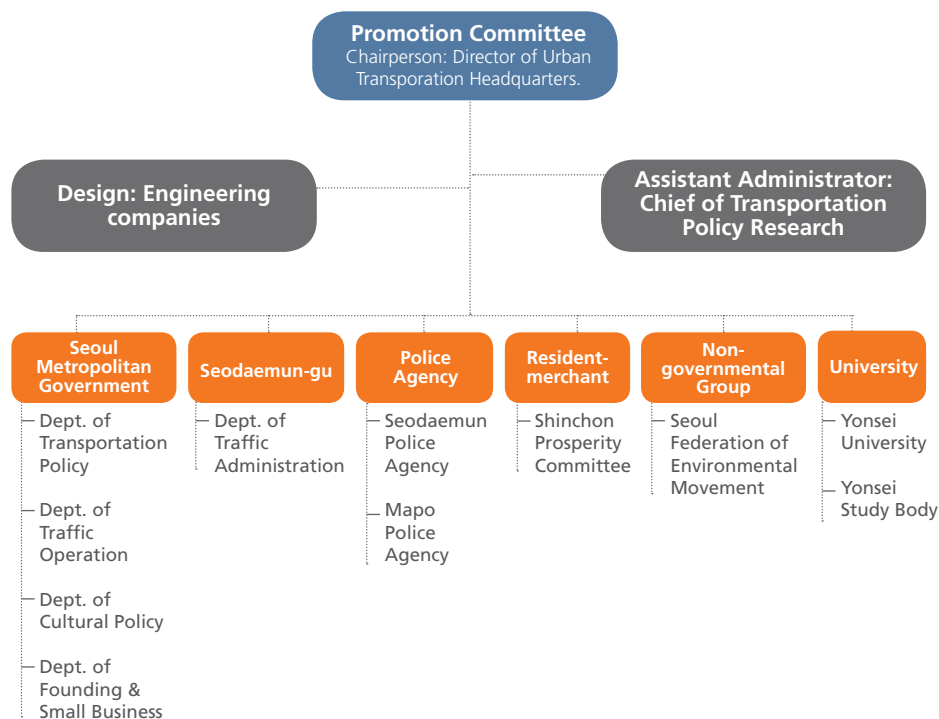 Promotion Committee
Chairperson: Director of Urban
Transporation Headquarters.
Design: Engineering
companies
Assistant Administrator:
Chief of Transportation
Policy Research
Seoul
Metropolitan
Government
Dept. of
Transportation
Policy
Dept. of
Traffic
Operation
Dept. of
Cultural Policy
Dept. of
Founding &
Small Business
Seodaemun-gu
Dept. of
Traffic
Administration
Police
Agency
Seodaemun
Police
Agency
Mapo
Police
Agency
Resident-
merchant
Shinchon
Prosperity
Committee
Non-
governmental
Group
Seoul
Federation of
Environmental
Movement
University
Yonsei
University
Yonsei
Study Body